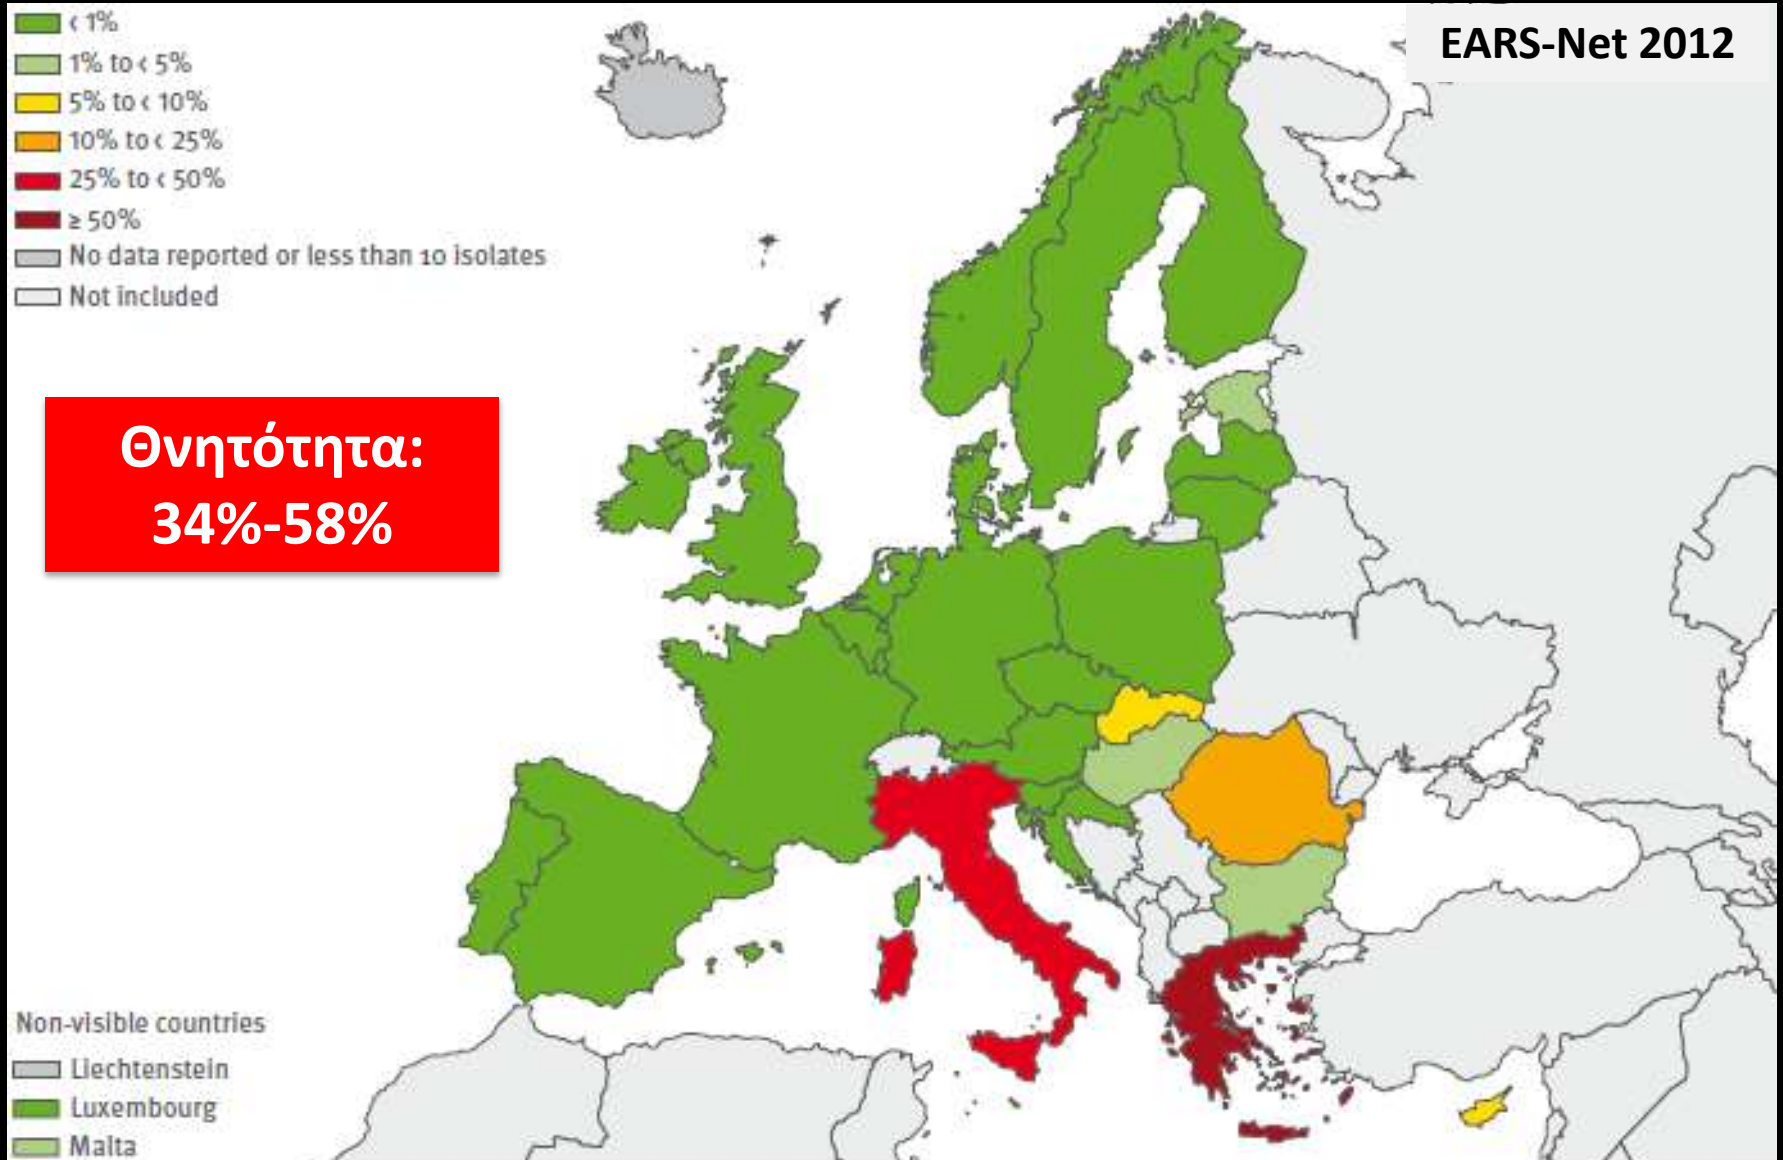 < 1%
1% to < 5%
5% to < 10%
10% to < 25%
25% to < 50%
≥ 50%
No data reported or less than 10 isolates
Not included
EARS-Net 2012
Θνητότητα:
34%-58%
Non-visible countries
Liechtenstein
Luxembourg
Malta